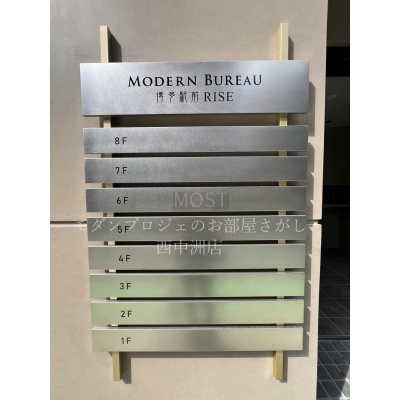 MODERN BUREAU
博多駅前 RISE
8F
7F
6F
MOST
5F
モダンプロジェのお部屋さがし
西中洲店
4F
3F
2F
1F